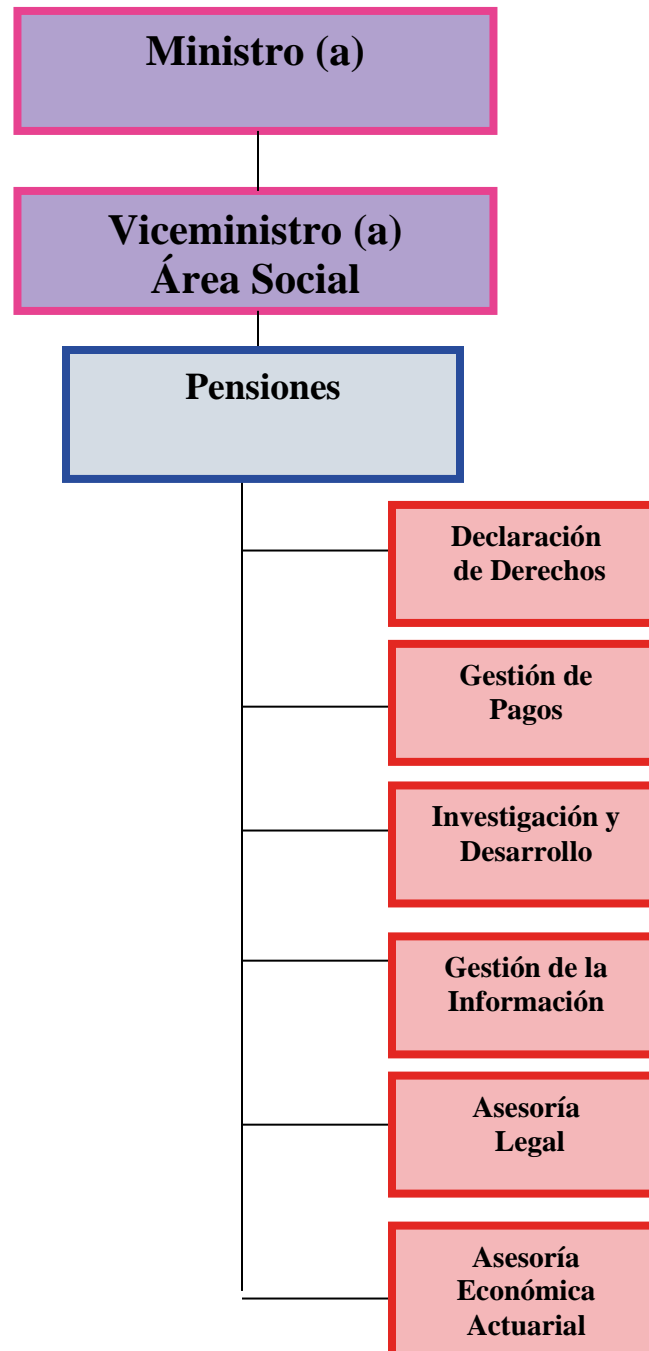 Ministro (a)
Viceministro (a)
Área Social
Pensiones
Declaración
de Derechos
Gestión de
Pagos
Investigación y
Desarrollo
Gestión de la
Información
Asesoría
Legal
Asesoría
Económica
Actuarial